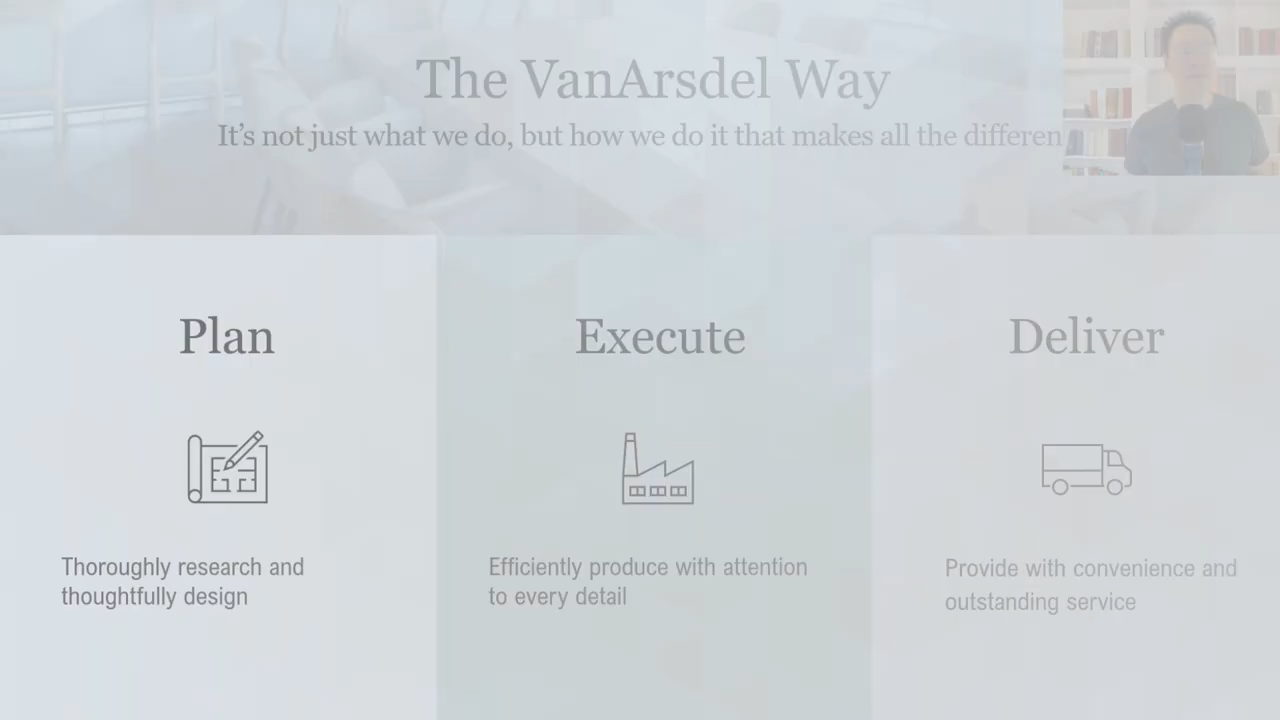 The VanArsdel Way
It’s not just what we do, but how we do it that makes all the differen
Plan
Execute
Deliver
Thoroughly research and
thoughtfully design
Efficiently produce with attention
to every detail
Provide with convenience and
outstanding service